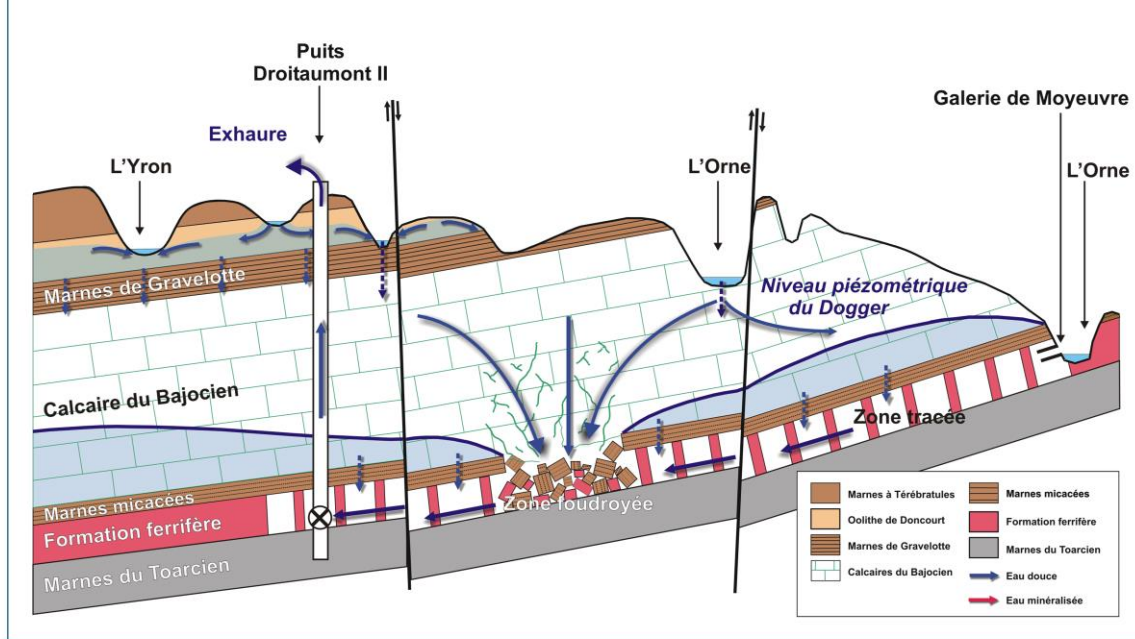 Puits
Droitaumont II
Galerie de Moyeuvre
Exhaure
L'Yron
L'Orne
L'Orne
Niveau piézométrique
du Dogger
Marnes de Gravelotte
Calcaire du Bajocien
Zone tracée
Marnes micacées
Zone foudroyée
Formation ferrifère
Marnes du Toarcien
Marnes à Térébratules
Oolithe de Doncourt
Marnes de Gravelotte
Calcaires du Bajocien
Marnes micacées
Formation ferrifère
Marnes du Toarcien
Eau douce
Eau minéralisée